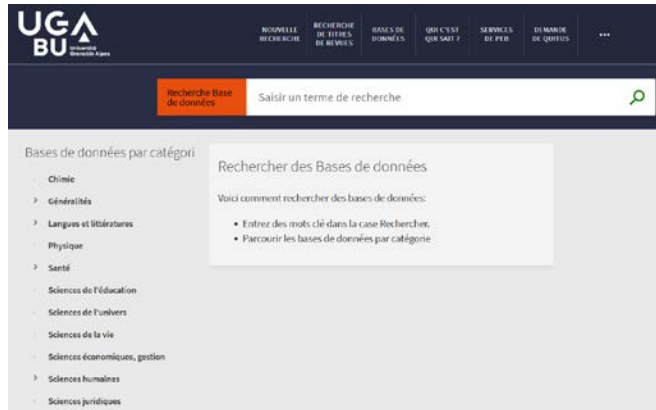 UGA
BU Université
Grenoble Alpes
NOUVELLE
RECHERCHE
RECHERCHE
DE TITRES
DE REVUES
BASES DE
DONNÉES
QUI C'EST
QUI SAIT ?
SERVICES
DE PEB
DEMANDE
DE QUITUS
...
Recherche Base
de données
Saisir un terme de recherche
Bases de données par catégori
Chimie
Généralités
Langues et littératures
Physique
Santé
Sciences de l'éducation
Sciences de l'univers
Sciences de la vie
Sciences économiques, gestion
Sciences humaines
Sciences juridiques
Rechercher des Bases de données
Voici comment rechercher des bases de données:
• Entrez des mots clé dans la case Rechercher.
• Parcourir les bases de données par catégorie